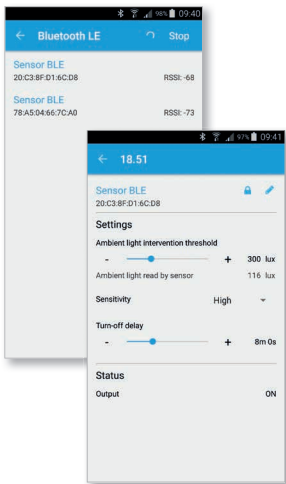 98% 09:40
← Bluetooth LE Stop
Sensor BLE
20:C3:8F:D1:6C:D8 RSSI: -68
Sensor BLE
78:A5:04:66:7C:A0 RSSI: -73
97% 09:41
← 18.51
Sensor BLE
20:C3:8F:D1:6C:D8
Settings
Ambient light intervention threshold
- + 300 lux
Ambient light read by sensor 116 lux
Sensitivity High
Turn-off delay
- + 8m 0s
Status
Output ON